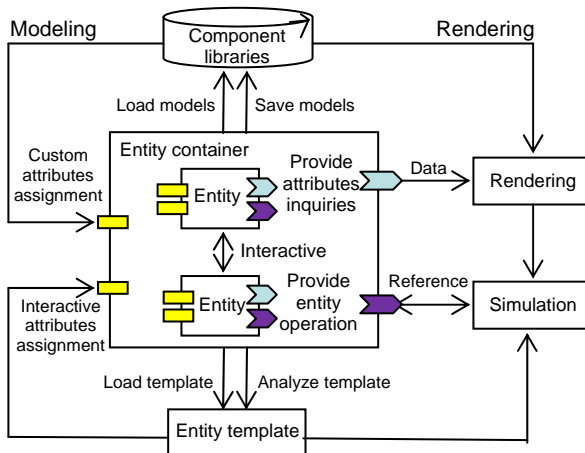 Modeling
Component
libraries
Rendering
Load models
Save models
Entity container
Custom
attributes
assignment
Entity
Provide
attributes
inquiries
Data
Rendering
Interactive
Interactive
attributes
assignment
Entity
Provide
entity
operation
Reference
Simulation
Load template
Analyze template
Entity template